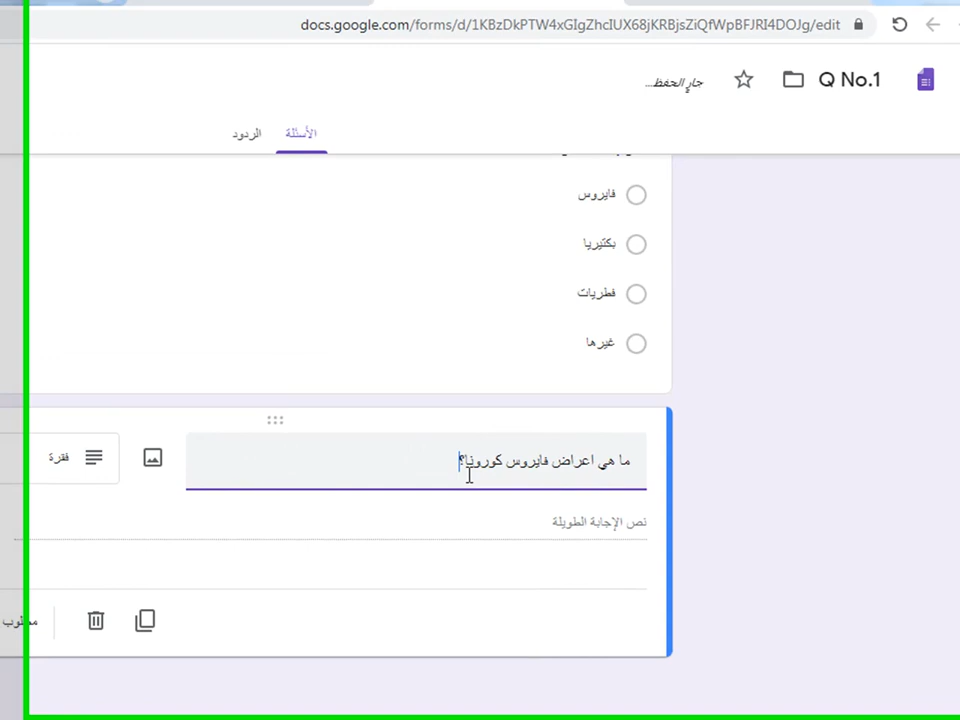 docs.google.com/forms/d/1KBzDkPTW4xGIgZhcIUX68jKRBjsZiQfWpBFJRI4DOJg/edit
Q No.1
جارٍ الحفظ...
الأسئلة
الردود
فايروس
بكتيريا
فطريات
غيرها
ما هي اعراض فايروس كورونا؟
فقرة
نص الإجابة الطويلة
مطلوب